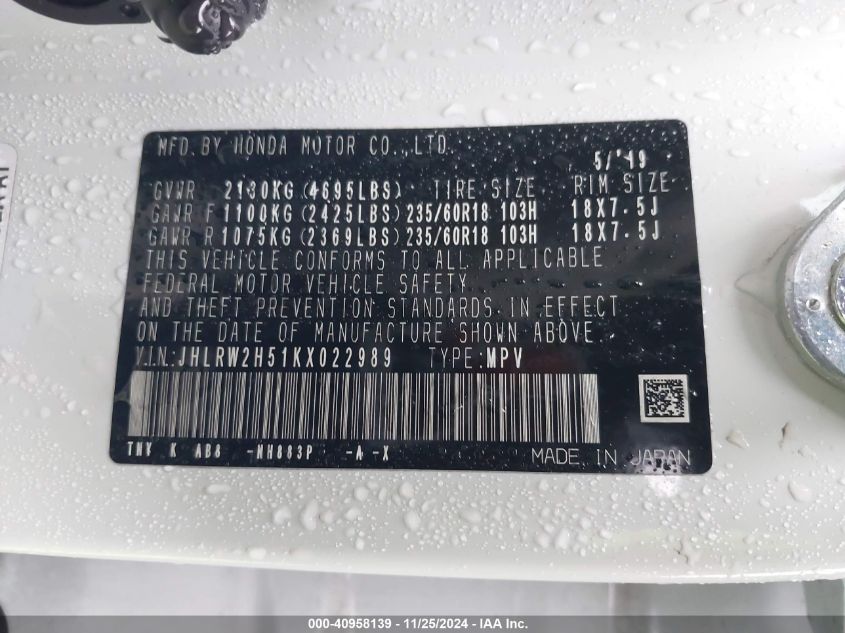 MFD. BY HONDA MOTOR CO., LTD. 5/'19
GVWR 2130KG (4695LBS) TIRE SIZE RIM SIZE
GAWR F 1100KG (2425LBS) 235/60R18 103H 18X7.5J
GAWR R 1075KG (2369LBS) 235/60R18 103H 18X7.5J
THIS VEHICLE CONFORMS TO ALL APPLICABLE
FEDERAL MOTOR VEHICLE SAFETY
AND THEFT PREVENTION STANDARDS IN EFFECT
ON THE DATE OF MANUFACTURE SHOWN ABOVE.
V.I.N.:JHLRW2H51KX022989 TYPE:MPV
TNY K AB8 -NH883P -A -X MADE IN JAPAN
000-40958139 - 11/25/2024 - IAA Inc.